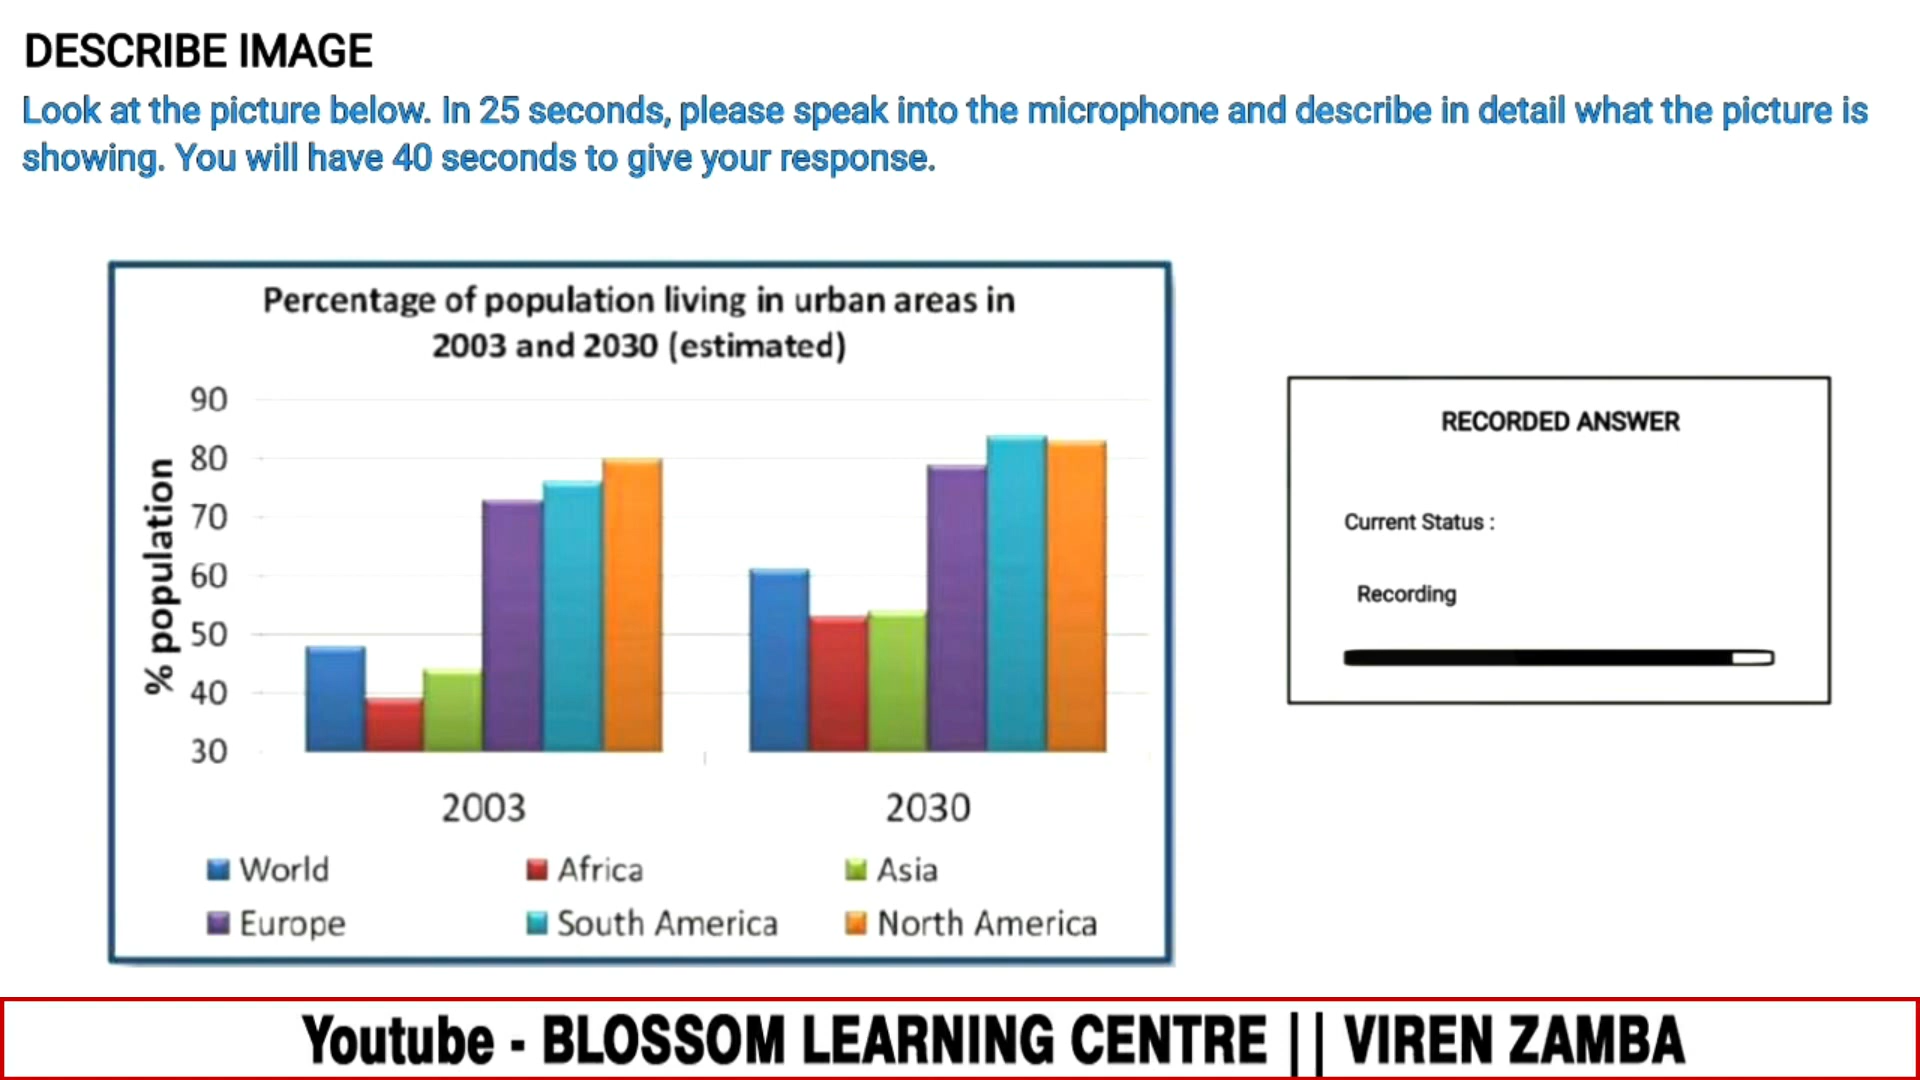 DESCRIBE IMAGE
Look at the picture below. In 25 seconds, please speak into the microphone and describe in detail what the picture is
showing. You will have 40 seconds to give your response.
Percentage of population living in urban areas in
2003 and 2030 (estimated)
% population
90
80
70
60
50
40
30
2003 2030
World Africa Asia
Europe South America North America
RECORDED ANSWER
Current Status :
Recording
Youtube - BLOSSOM LEARNING CENTRE || VIREN ZAMBA